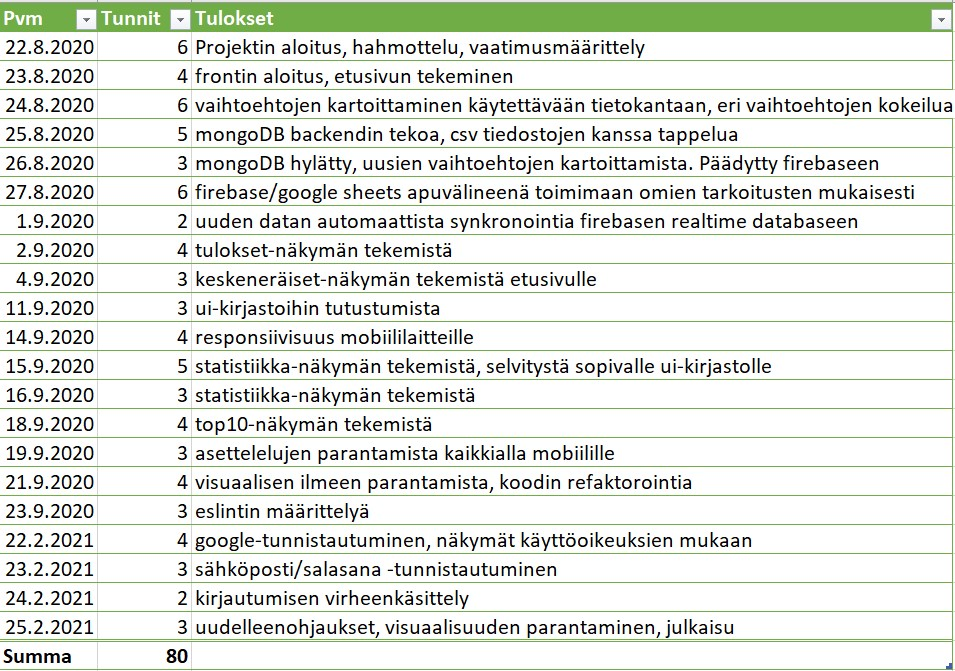 Pvm Tunnit Tulokset
22.8.2020 6 Projektin aloitus, hahmottelu, vaatimusmäärittely
23.8.2020 4 frontin aloitus, etusivun tekeminen
24.8.2020 6 vaihtoehtojen kartoittaminen käytettävään tietokantaan, eri vaihtoehtojen kokeilua
25.8.2020 5 mongoDB backendin tekoa, csv tiedostojen kanssa tappelua
26.8.2020 3 mongoDB hylätty, uusien vaihtoehtojen kartoittamista. Päädytty firebaseen
27.8.2020 6 firebase/google sheets apuvälineenä toimimaan omien tarkoitusten mukaisesti
1.9.2020 2 uuden datan automaattista synkronointia firebasen realtime databaseen
2.9.2020 4 tulokset-näkymän tekemistä
4.9.2020 3 keskeneräiset-näkymän tekemistä etusivulle
11.9.2020 3 ui-kirjastoihin tutustumista
14.9.2020 4 responsiivisuus mobiililaitteille
15.9.2020 5 statistiikka-näkymän tekemistä, selvitystä sopivalle ui-kirjastolle
16.9.2020 3 statistiikka-näkymän tekemistä
18.9.2020 4 top10-näkymän tekemistä
19.9.2020 3 asettelelujen parantamista kaikkialla mobiilille
21.9.2020 4 visuaalisen ilmeen parantamista, koodin refaktorointia
23.9.2020 3 eslintin määrittelyä
22.2.2021 4 google-tunnistautuminen, näkymät käyttöoikeuksien mukaan
23.2.2021 3 sähköposti/salasana -tunnistautuminen
24.2.2021 2 kirjautumisen virheenkäsittely
25.2.2021 3 uudelleenohjaukset, visuaalisuuden parantaminen, julkaisu
Summa 80